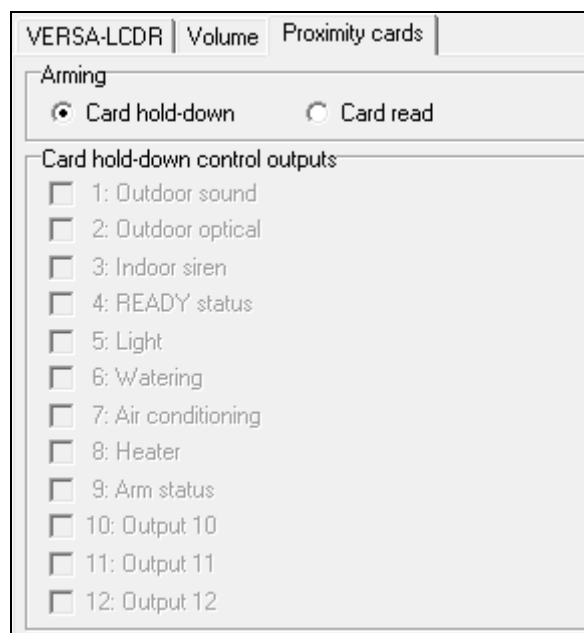 VERSA-LCDR Volume Proximity cards
Arming
Card hold-down Card read
Card hold-down control outputs
1: Outdoor sound
2: Outdoor optical
3: Indoor siren
4: READY status
5: Light
6: Watering
7: Air conditioning
8: Heater
9: Arm status
10: Output 10
11: Output 11
12: Output 12